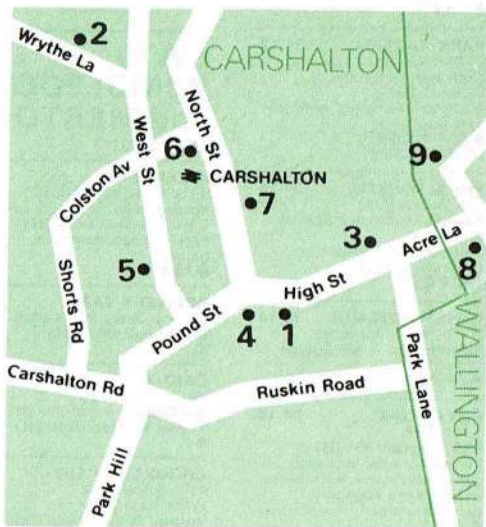 2
Wrythe La
CARSHALTON
North St
West St
6
Colston Av
CARSHALTON
9
7
3
Acre La
8
5
Shorts Rd
High St
Pound St
4
1
WALLINGTON
Park Lane
Carshalton Rd
Ruskin Road
Park Hill